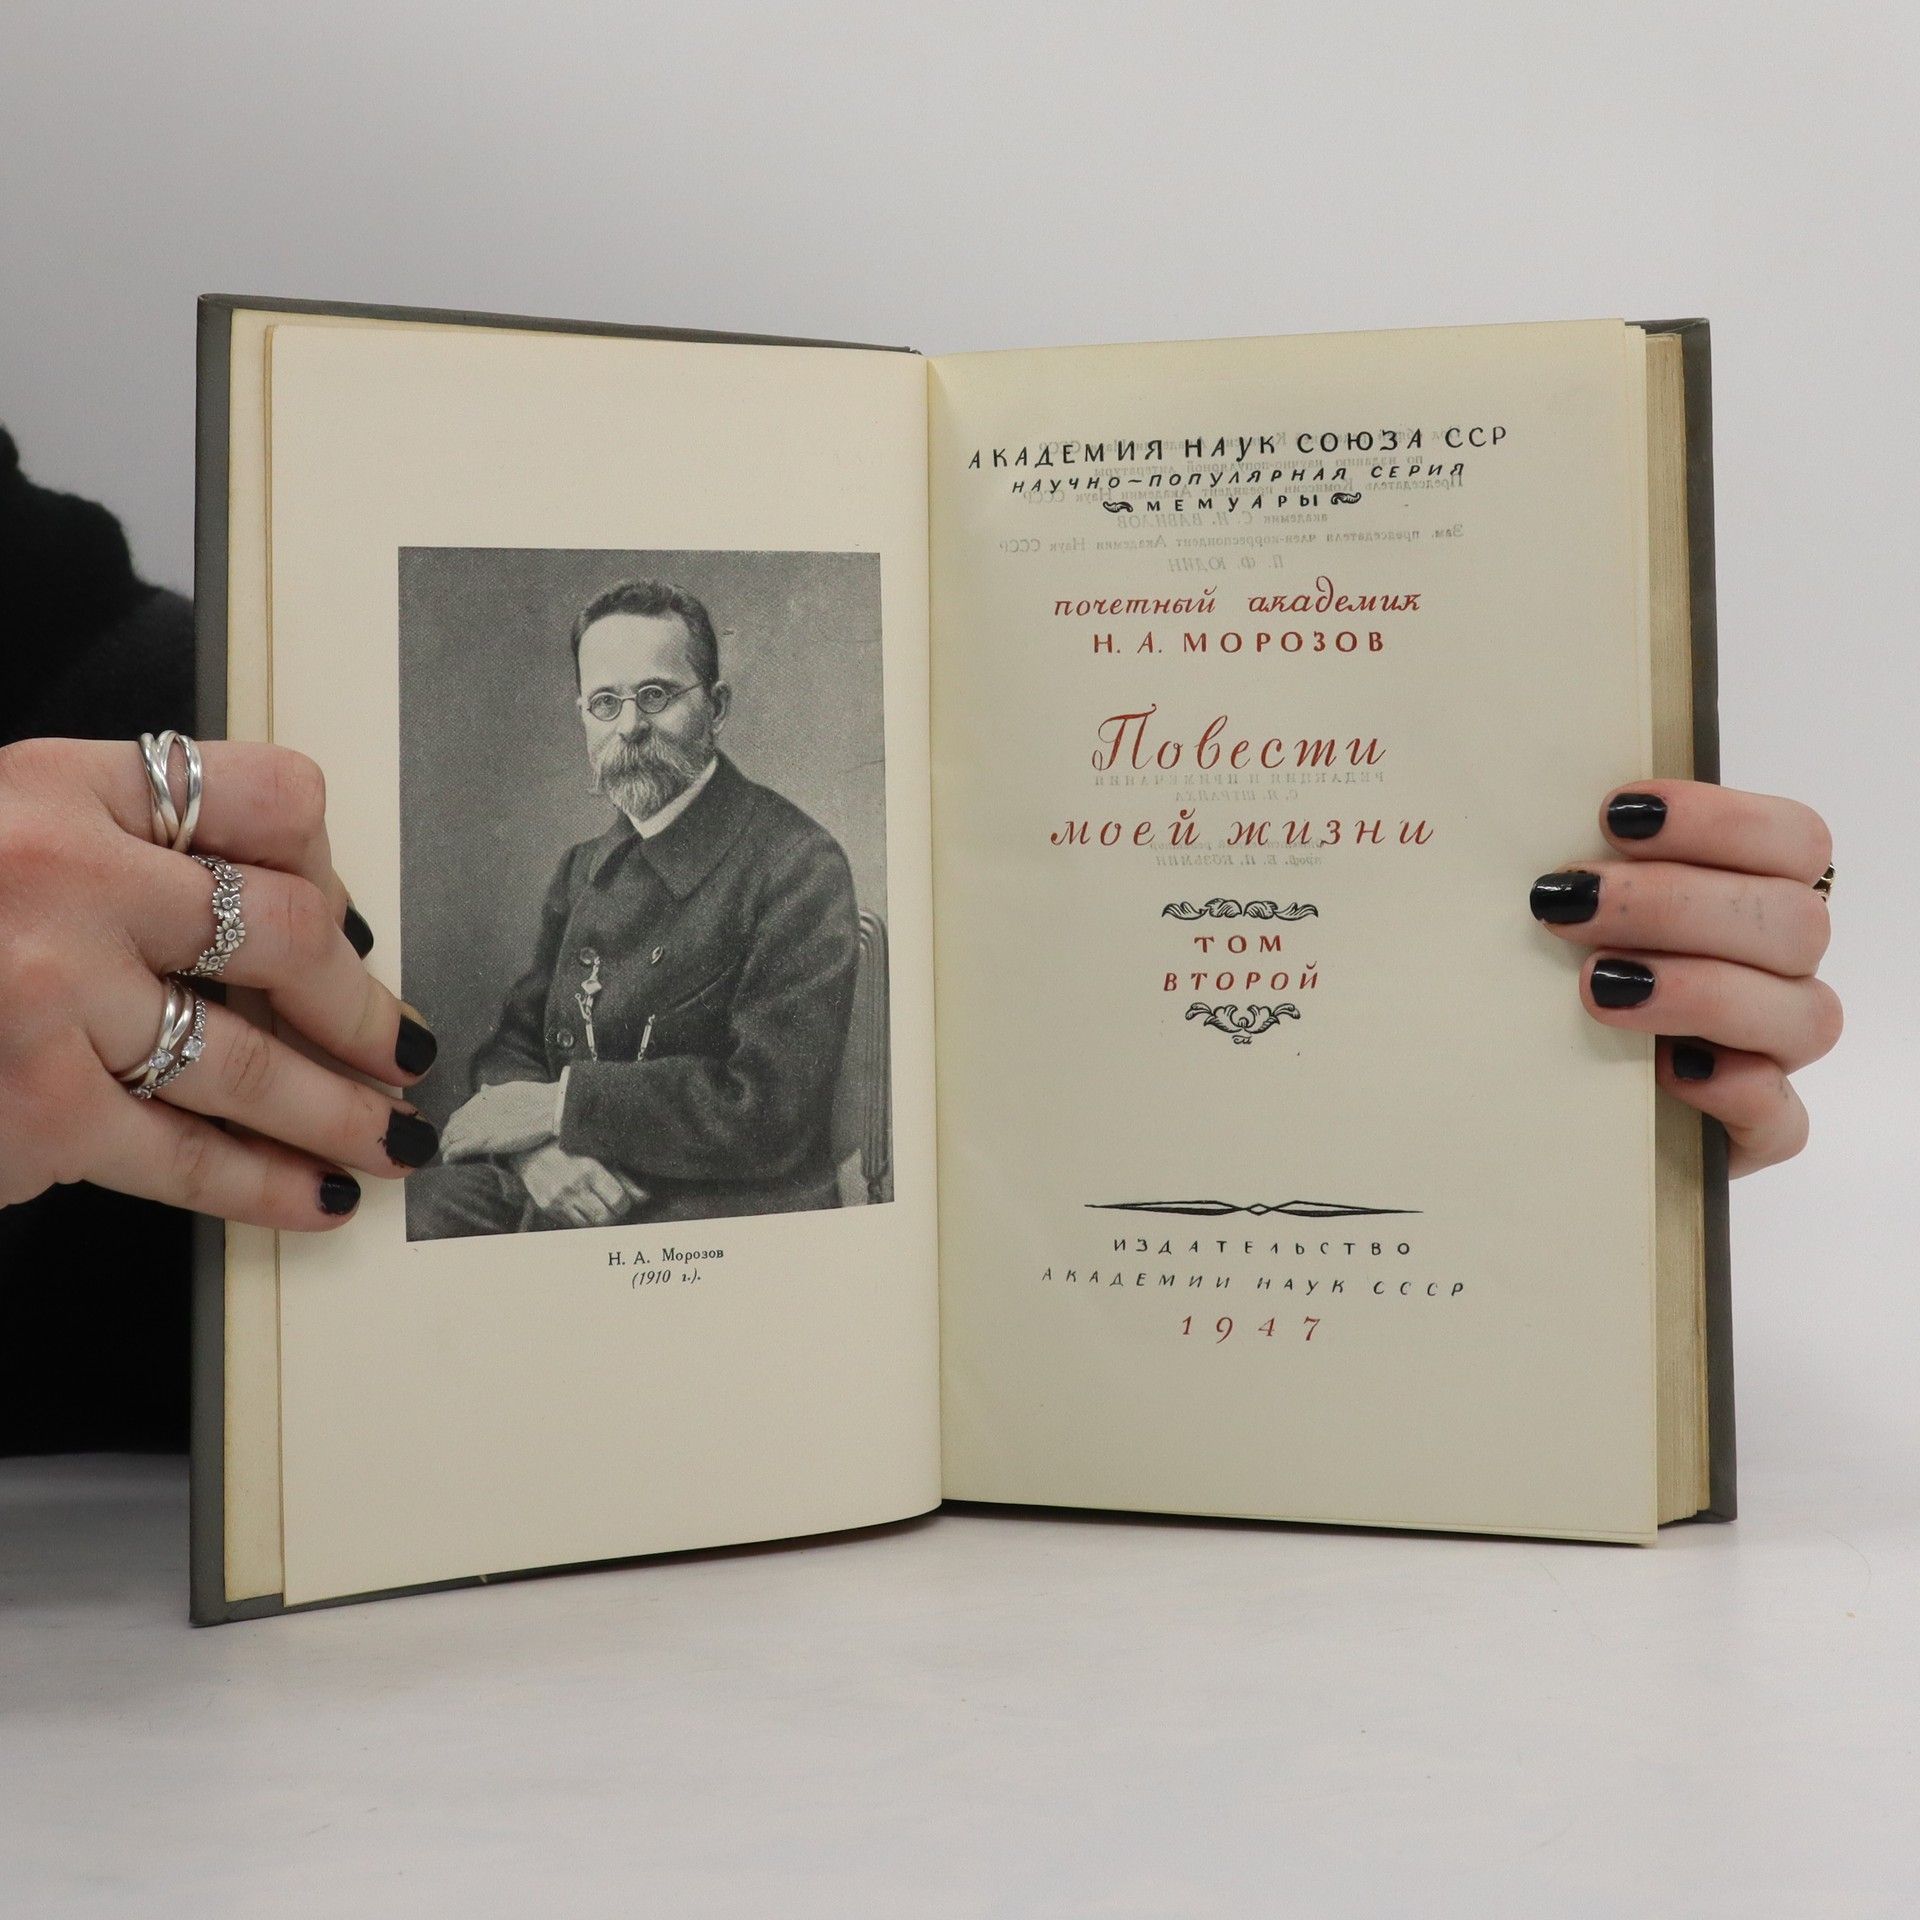 Н. А. Морозов
(1910 г.).
АКАДЕМИЯ НАУК СОЮЗА ССР
НАУЧНО-ПОПУЛЯРНАЯ СЕРИЯ
МЕМУАРЫ
почетный академик
Н. А. МОРОЗОВ
Повести
моей жизни
ТОМ
ВТОРОЙ
ИЗДАТЕЛЬСТВО
АКАДЕМИИ НАУК СССР
1947